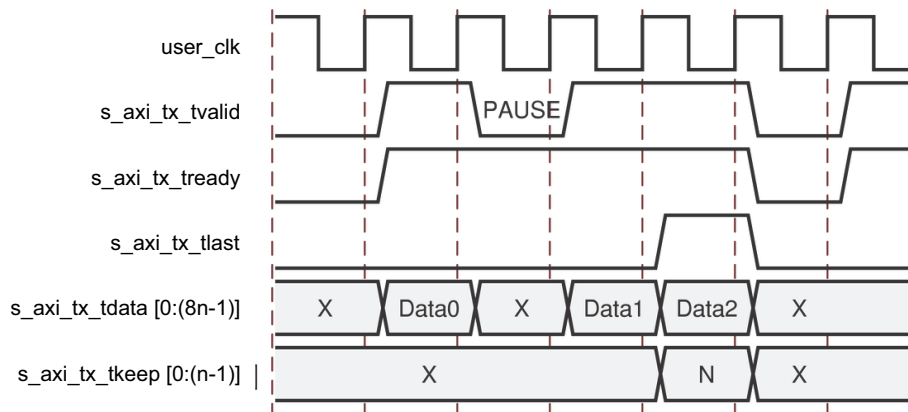 user_clk
s_axi_tx_tvalid PAUSE
s_axi_tx_tready
s_axi_tx_tlast
s_axi_tx_tdata [0:(8n-1)] X Data0 X Data1 Data2 X
s_axi_tx_tkeep [0:(n-1)] X N X